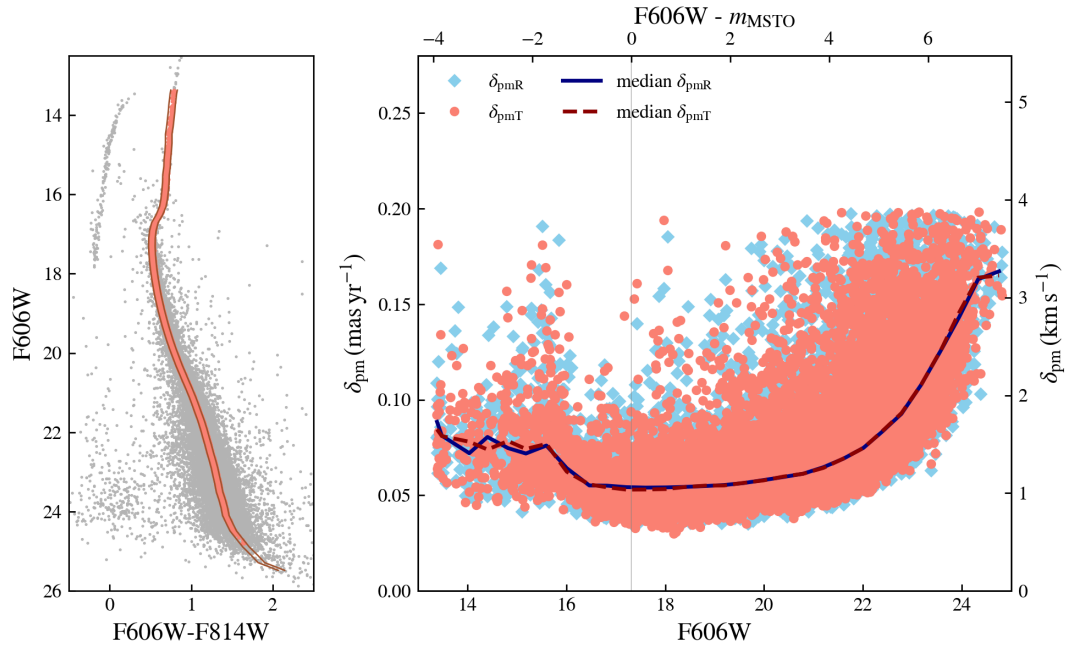 F606W - m_MSTO
−4 −2 0 2 4 6
14
16
18
20
22
24
26
F606W
0 1 2
F606W-F814W
δ_pmR
δ_pmT
median δ_pmR
median δ_pmT
0.25
0.20
0.15
0.10
0.05
0.00
δ_pm (mas yr⁻¹)
14 16 18 20 22 24
F606W
5
4
3
2
1
0
δ_pm (km s⁻¹)